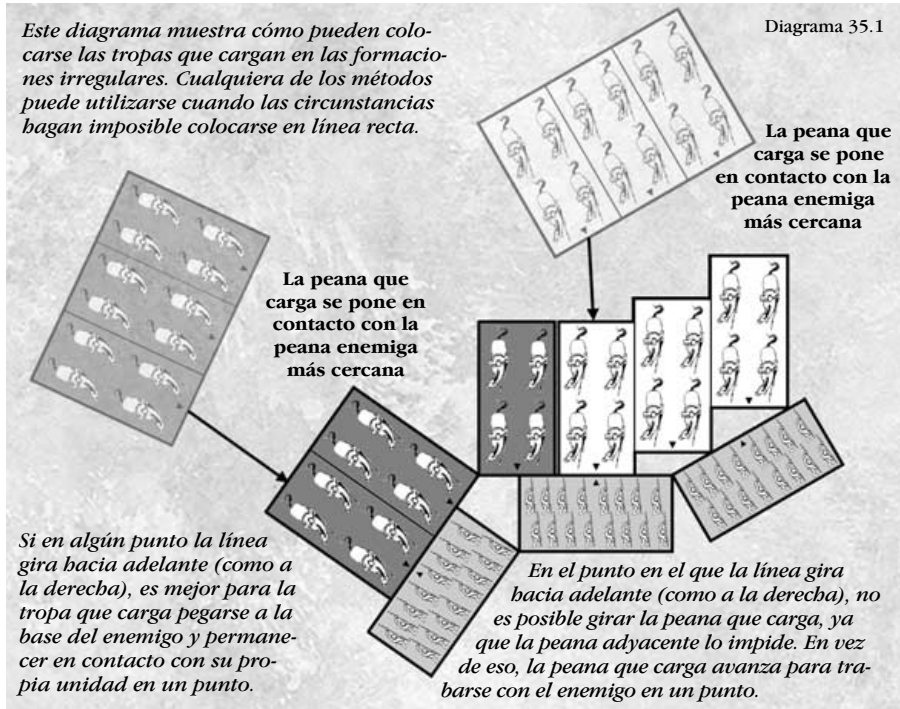 Este diagrama muestra cómo pueden colo-
carse las tropas que cargan en las formacio-
nes irregulares. Cualquiera de los métodos
puede utilizarse cuando las circunstancias
hagan imposible colocarse en línea recta.
Diagrama 35.1
La peana que
carga se pone
en contacto con la
peana enemiga
más cercana
La peana que
carga se pone en
contacto con la
peana enemiga
más cercana
Si en algún punto la línea
gira hacia adelante (como a
la derecha), es mejor para la
tropa que carga pegarse a la
base del enemigo y permane-
cer en contacto con su pro-
pia unidad en un punto.
En el punto en el que la línea gira
hacia adelante (como a la derecha), no
es posible girar la peana que carga, ya
que la peana adyacente lo impide. En vez
de eso, la peana que carga avanza para tra-
barse con el enemigo en un punto.